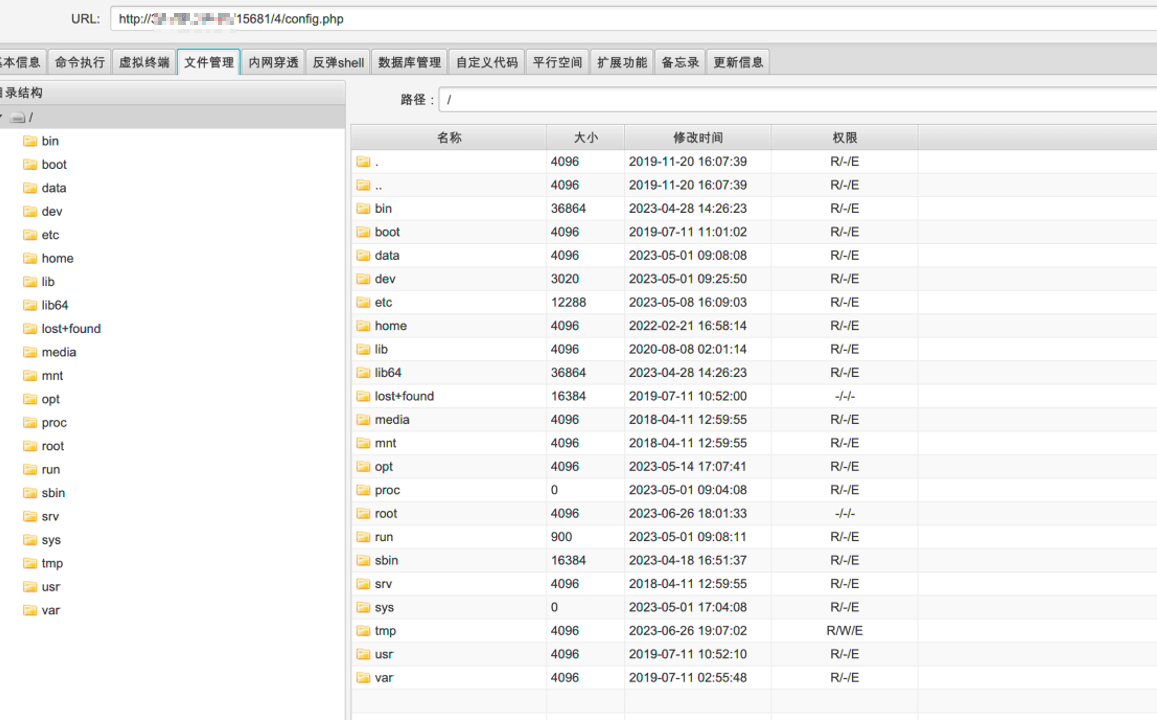 URL: http://3 /15681/4/config.php
本信息 命令执行 虚拟终端 文件管理 内网穿透 反弹shell 数据库管理 自定义代码 平行空间 扩展功能 备忘录 更新信息
目录结构
路径： /
/
名称 大小 修改时间 权限
bin
boot
data
dev
etc
home
lib
lib64
lost+found
media
mnt
opt
proc
root
run
sbin
srv
sys
tmp
usr
var
. 4096 2019-11-20 16:07:39 R/-/E
.. 4096 2019-11-20 16:07:39 R/-/E
bin 36864 2023-04-28 14:26:23 R/-/E
boot 4096 2019-07-11 11:01:02 R/-/E
data 4096 2023-05-01 09:08:08 R/-/E
dev 3020 2023-05-01 09:25:50 R/-/E
etc 12288 2023-05-08 16:09:03 R/-/E
home 4096 2022-02-21 16:58:14 R/-/E
lib 4096 2020-08-08 02:01:14 R/-/E
lib64 36864 2023-04-28 14:26:23 R/-/E
lost+found 16384 2019-07-11 10:52:00 -/-/-
media 4096 2018-04-11 12:59:55 R/-/E
mnt 4096 2018-04-11 12:59:55 R/-/E
opt 4096 2023-05-14 17:07:41 R/-/E
proc 0 2023-05-01 09:04:08 R/-/E
root 4096 2023-06-26 18:01:33 -/-/-
run 900 2023-05-01 09:08:11 R/-/E
sbin 16384 2023-04-18 16:51:37 R/-/E
srv 4096 2018-04-11 12:59:55 R/-/E
sys 0 2023-05-01 17:04:08 R/-/E
tmp 4096 2023-06-26 19:07:02 R/W/E
usr 4096 2019-07-11 10:52:10 R/-/E
var 4096 2019-07-11 02:55:48 R/-/E